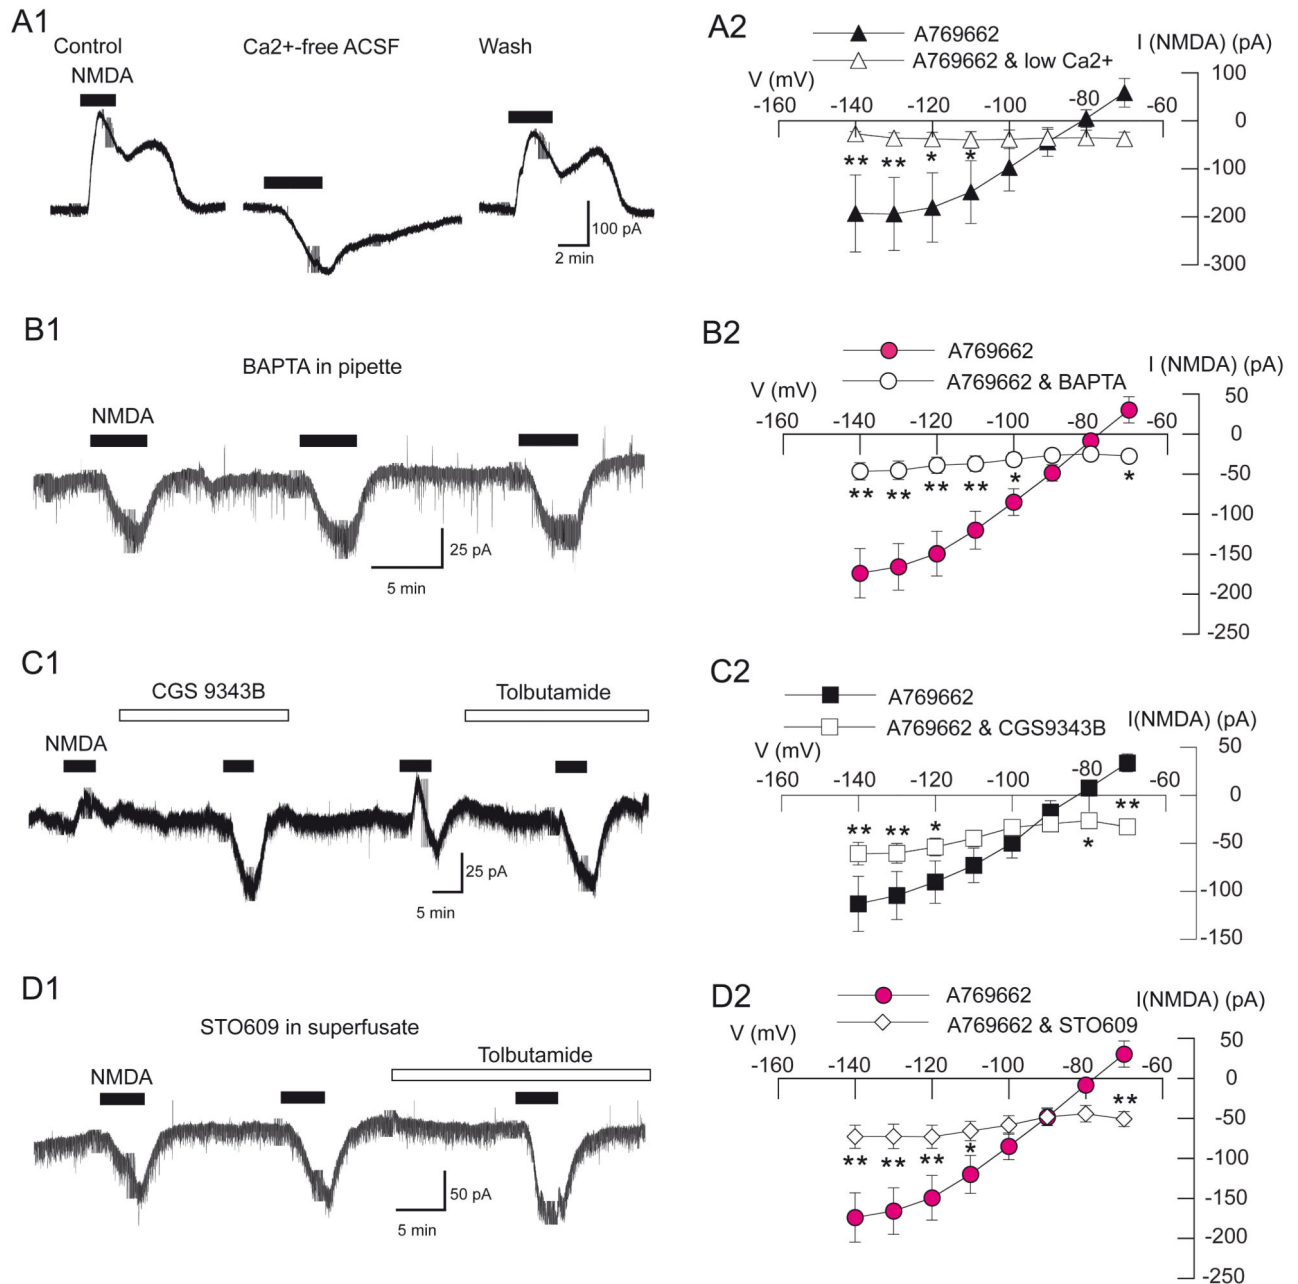 A1
Control
Ca2+-free ACSF
Wash
NMDA
100 pA
2 min
A2
A769662
A769662 & low Ca2+
I (NMDA) (pA)
V (mV)
-160 -140 -120 -100 -80 -60
100
0
-100
-200
-300
** ** * *
B1
BAPTA in pipette
NMDA
25 pA
5 min
B2
A769662
A769662 & BAPTA
I (NMDA) (pA)
V (mV)
-160 -140 -120 -100 -80 -60
50
0
-50
-100
-150
-200
-250
** ** ** ** * *
C1
CGS 9343B
Tolbutamide
NMDA
25 pA
5 min
C2
A769662
A769662 & CGS9343B
I(NMDA) (pA)
V (mV)
-160 -140 -120 -100 -80 -60
50
0
-50
-100
-150
** ** * * **
D1
STO609 in superfusate
Tolbutamide
NMDA
50 pA
5 min
D2
A769662
A769662 & STO609
I(NMDA) (pA)
V (mV)
-160 -140 -120 -100 -80 -60
50
0
-50
-100
-150
-200
-250
** ** ** * **